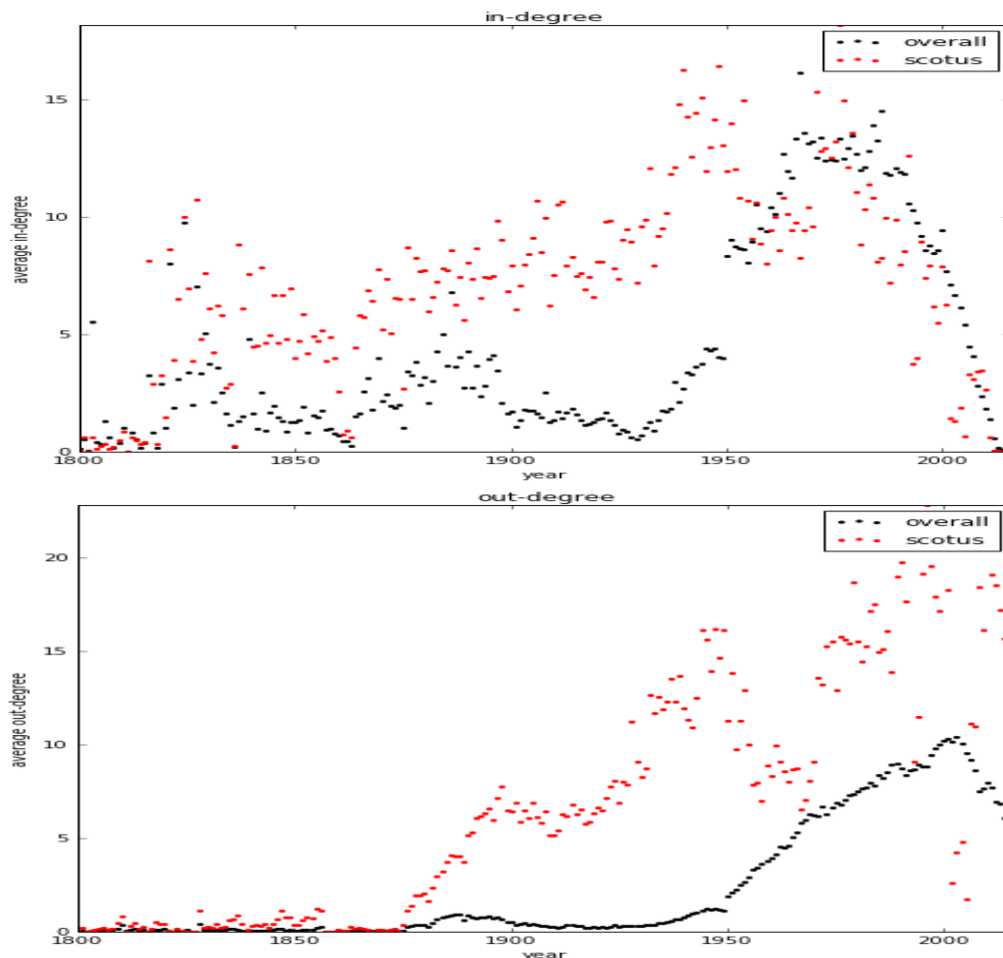 in-degree
overall
scotus
average in-degree
15
10
5
0
1800 1850 1900 1950 2000
year
out-degree
overall
scotus
average out-degree
20
15
10
5
0
1800 1850 1900 1950 2000
year